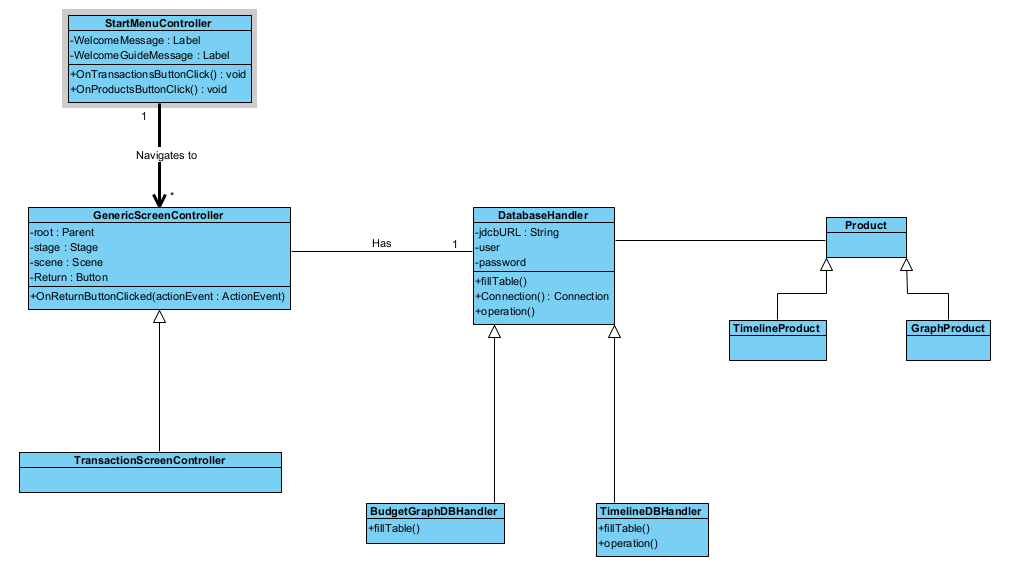 StartMenuController
-WelcomeMessage : Label
-WelcomeGuideMessage : Label
+OnTransactionsButtonClick() : void
+OnProductsButtonClick() : void
1
Navigates to
*
GenericScreenController
-root : Parent
-stage : Stage
-scene : Scene
-Return : Button
+OnReturnButtonClicked(actionEvent : ActionEvent)
Has
1
DatabaseHandler
-jdcbURL : String
-user
-password
+fillTable()
+Connection() : Connection
+operation()
Product
TimelineProduct
GraphProduct
TransactionScreenController
BudgetGraphDBHandler
+fillTable()
TimelineDBHandler
+fillTable()
+operation()